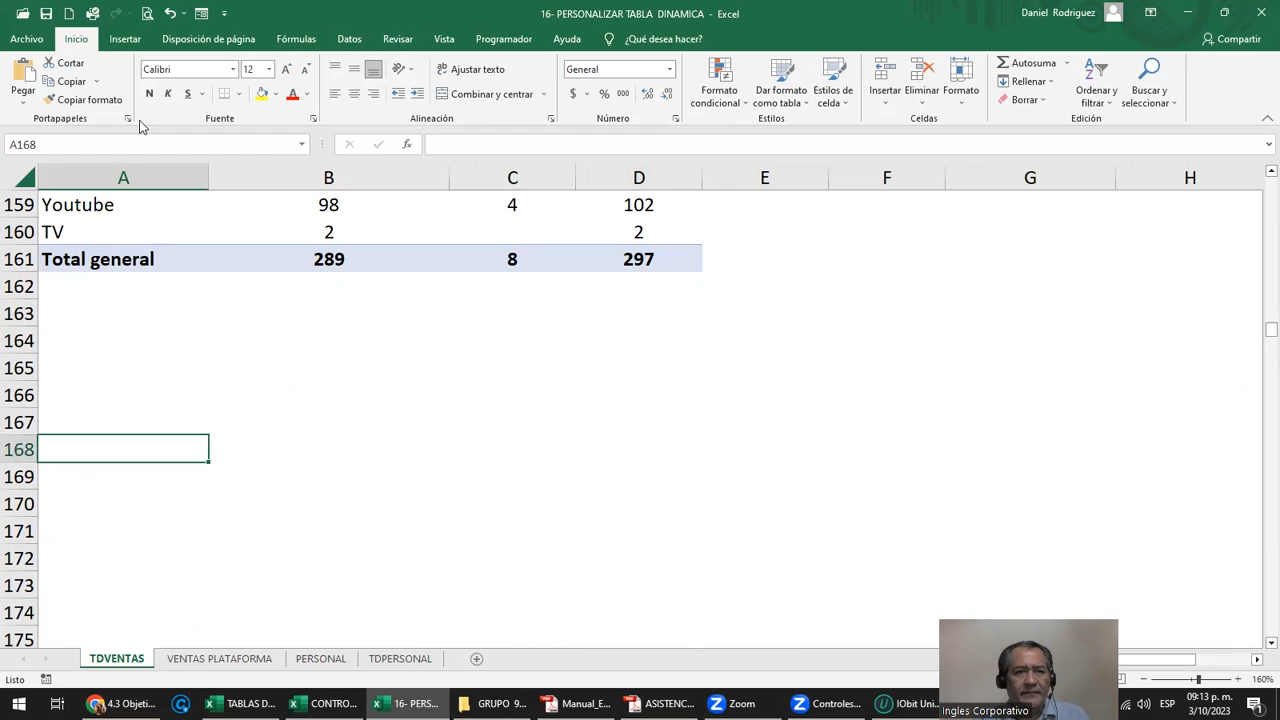 16- PERSONALIZAR TABLA DINAMICA - Excel
Daniel Rodriguez
Archivo Inicio Insertar Disposición de página Fórmulas Datos Revisar Vista Programador Ayuda ¿Qué desea hacer? Compartir
Pegar
Cortar
Copiar
Copiar formato
Portapapeles
Calibri 12
N K S
Fuente
Ajustar texto
Combinar y centrar
Alineación
General
$ % 000
Número
Formato condicional
Dar formato como tabla
Estilos de celda
Estilos
Insertar Eliminar Formato
Celdas
Autosuma
Rellenar
Borrar
Ordenar y filtrar
Buscar y seleccionar
Edición
A168
fx
A B C D E F G H
159 Youtube 98 4 102
160 TV 2 2
161 Total general 289 8 297
162
163
164
165
166
167
168
169
170
171
172
173
174
175
TDVENTAS VENTAS PLATAFORMA PERSONAL TDPERSONAL
Listo
160%
4.3 Objeti...
TABLAS D...
CONTRO...
16- PERS...
GRUPO 9...
Manual_E...
ASISTENC...
Zoom
Controles...
IObit Uni...
ESP
09:13 p. m.
3/10/2023
Ingles Corporativo